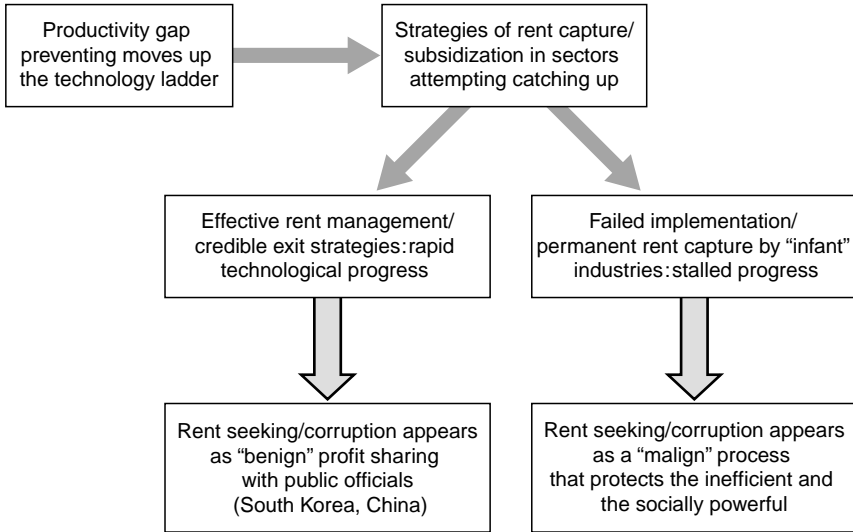 Productivity gap
preventing moves up
the technology ladder
Strategies of rent capture/
subsidization in sectors
attempting catching up
Effective rent management/
credible exit strategies:rapid
technological progress
Failed implementation/
permanent rent capture by “infant”
industries:stalled progress
Rent seeking/corruption appears
as “benign” profit sharing
with public officials
(South Korea, China)
Rent seeking/corruption appears
as a “malign” process
that protects the inefficient and
the socially powerful